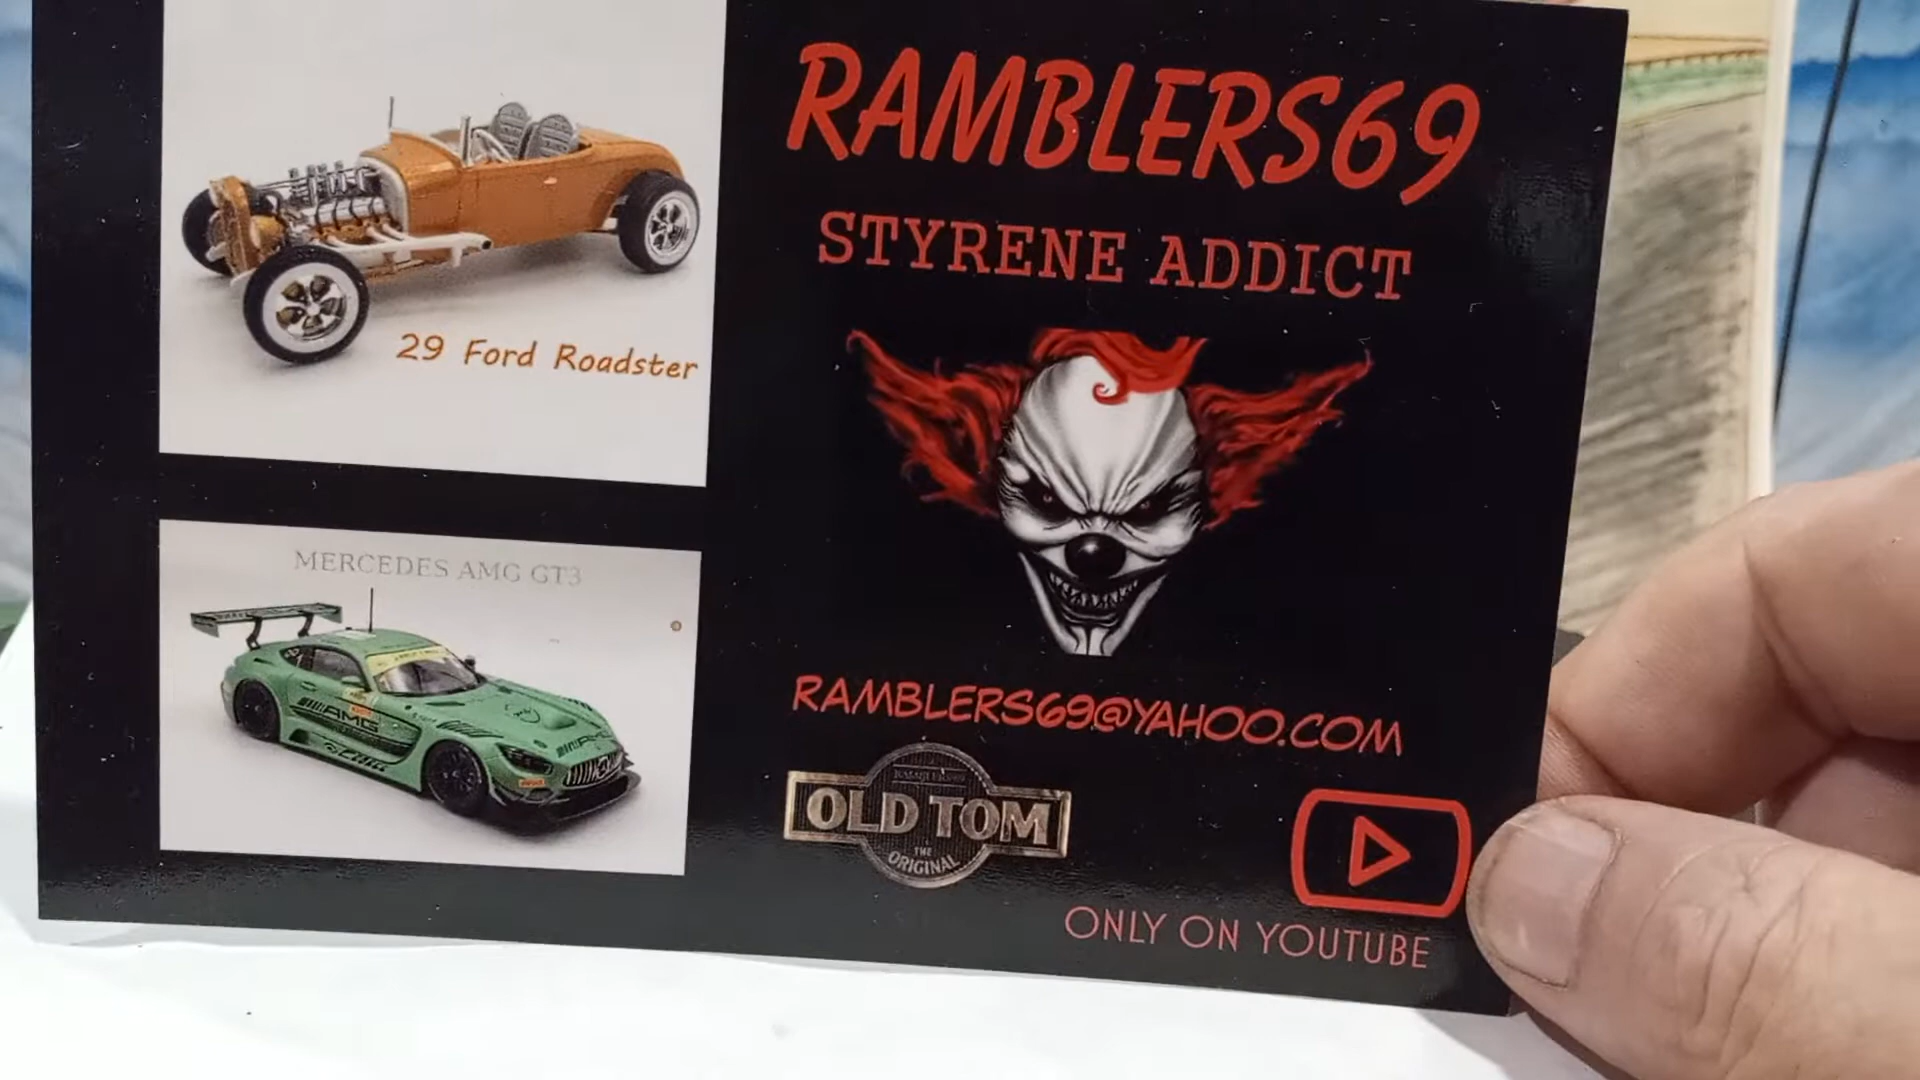 RAMBLERS69
STYRENE ADDICT
29 Ford Roadster
MERCEDES AMG GT3
AMG
RAMBLERS69@YAHOO.COM
OLD TOM
THE
ORIGINAL
ONLY ON YOUTUBE